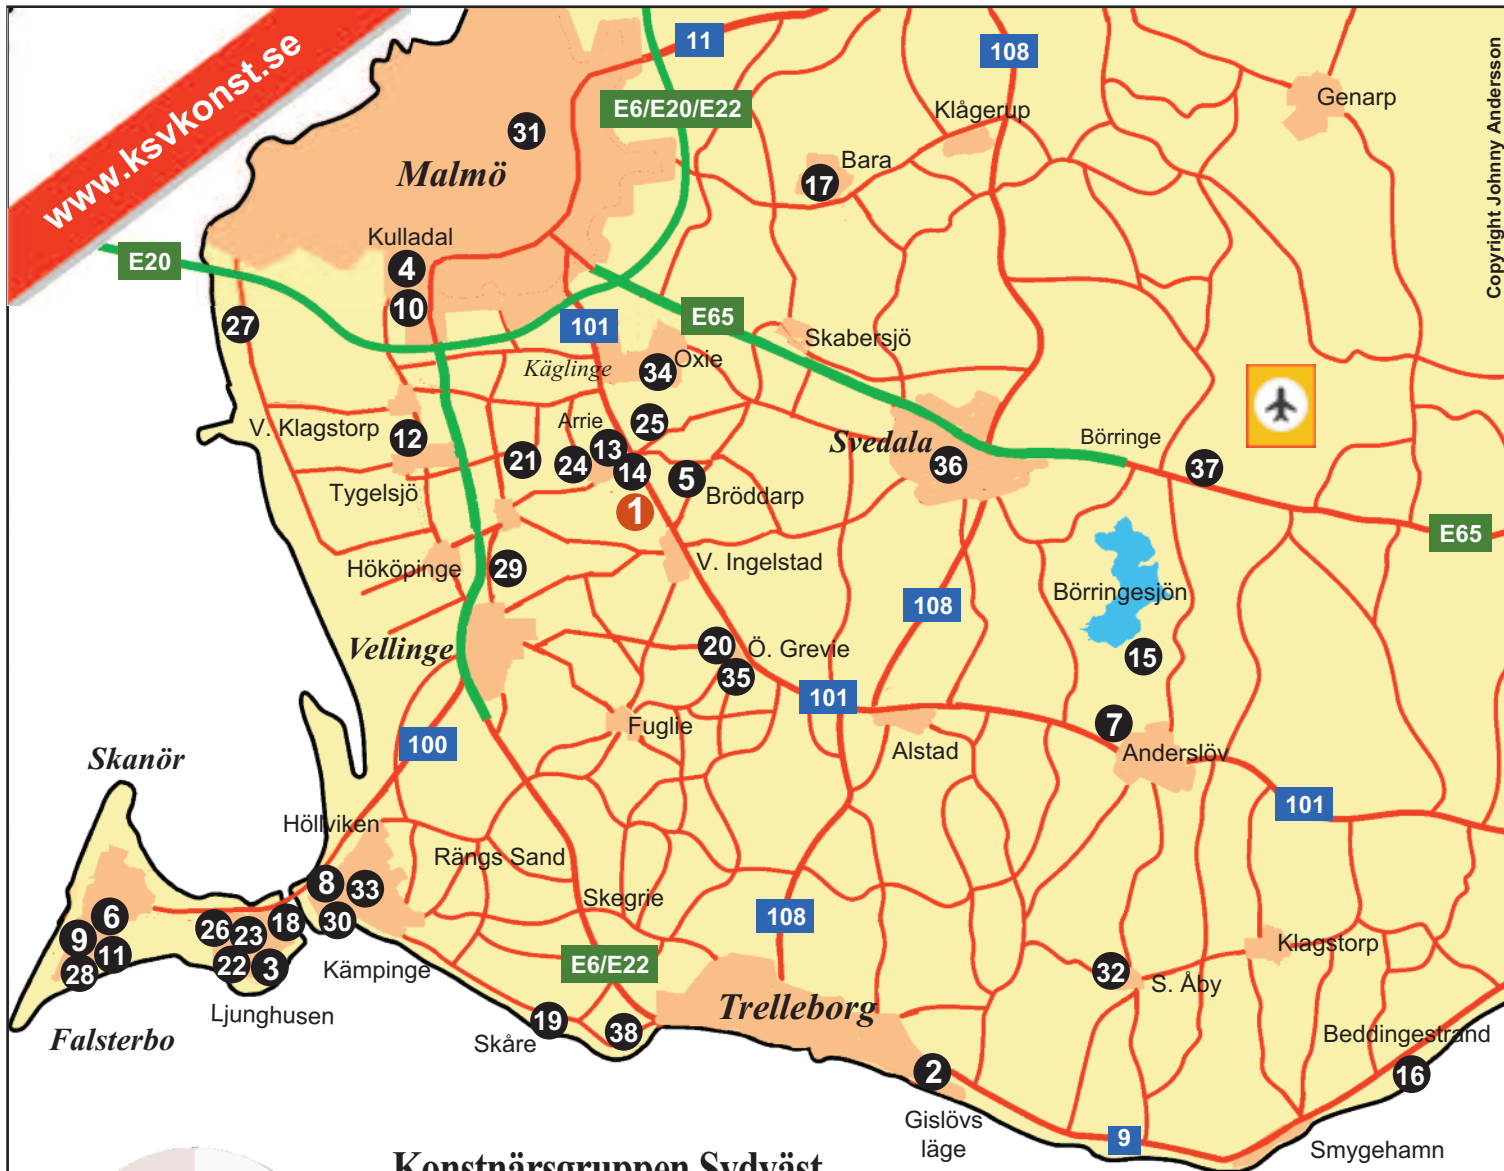 www.ksvkonst.se
Copyright Johnny Andersson
11
108
E6/E20/E22
Genarp
Klågerup
31
Bara
17
Malmö
Kulladal
E20
4
10
27
101
E65
Skabersjö
Käglinge
34
Oxie
V. Klagstorp
12
Arrie
25
13
21
24
14
5
Bröddarp
Svedala
36
Börringe
37
Tygelsjö
1
E65
Hököpinge
29
V. Ingelstad
108
Börringesjön
Vellinge
20
Ö. Grevie
35
15
101
100
Fuglie
Alstad
7
Anderslöv
Skanör
101
Höllviken
Rängs Sand
8
33
Skegrie
6
26
23
18
30
108
9
11
28
22
3
Kämpinge
E6/E22
Klagstorp
32
S. Åby
Ljunghusen
Falsterbo
19
Skåre
38
Trelleborg
Beddingestrand
2
16
Gislövs
läge
9
Smygehamn
Konstnärsgruppen Sydväst